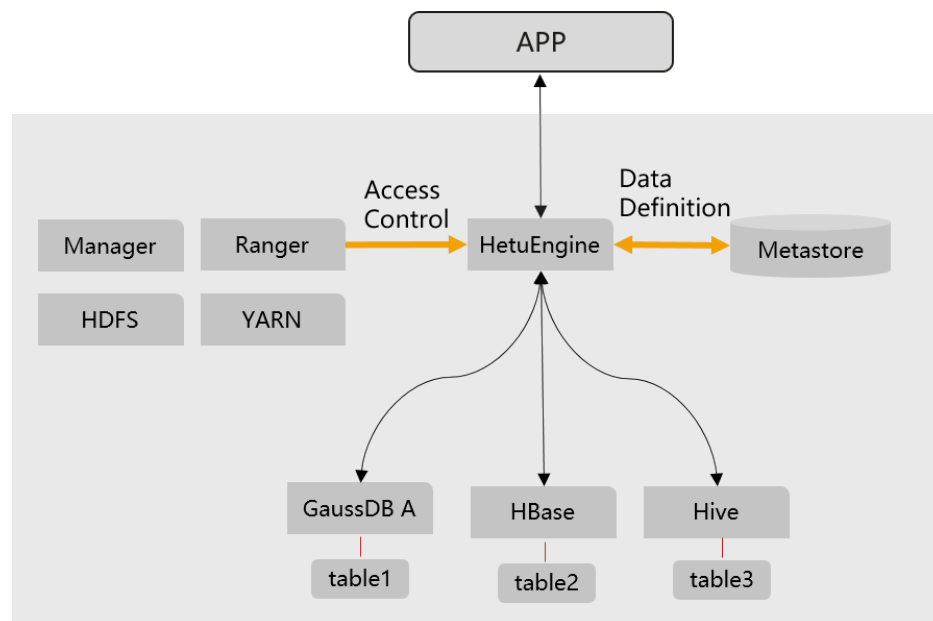 APP
Access
Control
Data
Definition
Manager
Ranger
HetuEngine
Metastore
HDFS
YARN
GaussDB A
HBase
Hive
table1
table2
table3